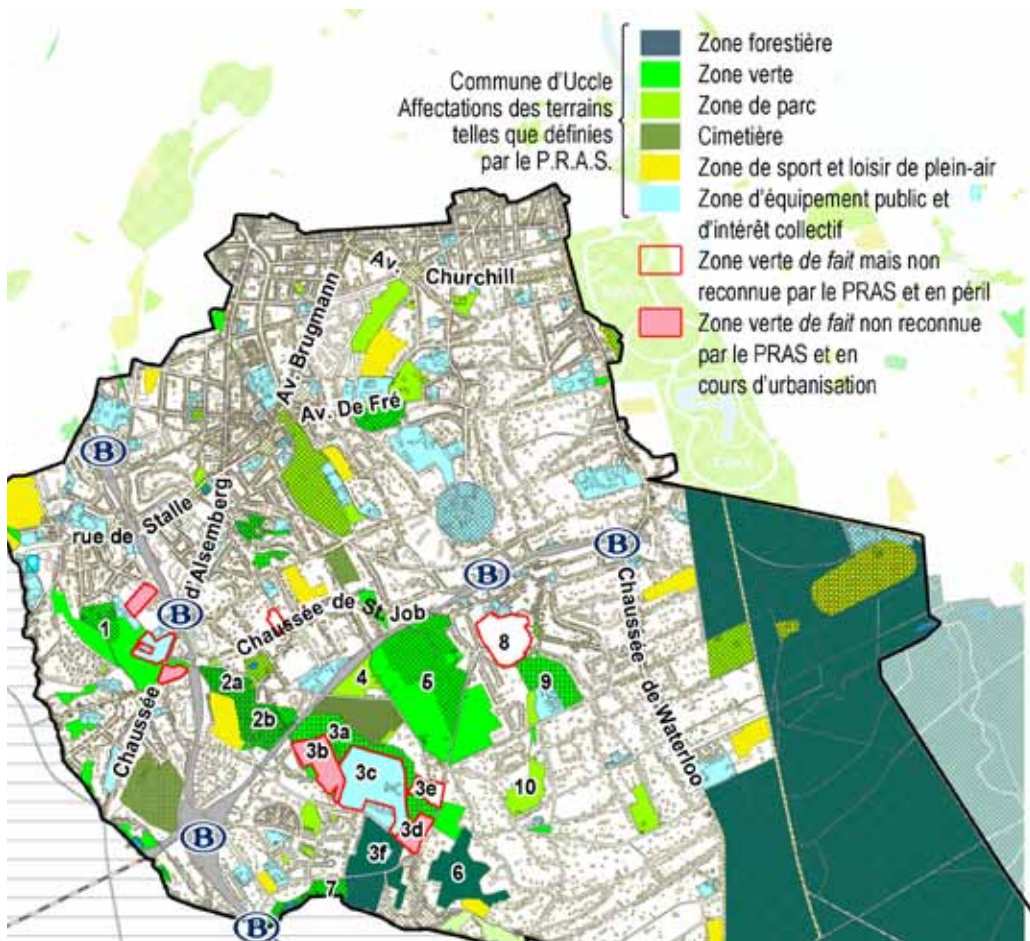 Commune d'Uccle
Affectations des terrains
telles que définies
par le P.R.A.S.
Zone forestière
Zone verte
Zone de parc
Cimetière
Zone de sport et loisir de plein-air
Zone d'équipement public et
d'intérêt collectif
Zone verte de fait mais non
reconnue par le PRAS et en péril
Zone verte de fait non reconnue
par le PRAS et en
cours d'urbanisation
Av. Churchill
Av. Brugmann
Av. De Fré
B
rue de Stalle
d'Alsemberg
B
B
Chaussée de St. Job
B
Chaussée de Waterloo
1
8
2a
4
5
9
2b
3a
3b
Chaussée
3c
3e
10
3d
B
3f
6
7
B